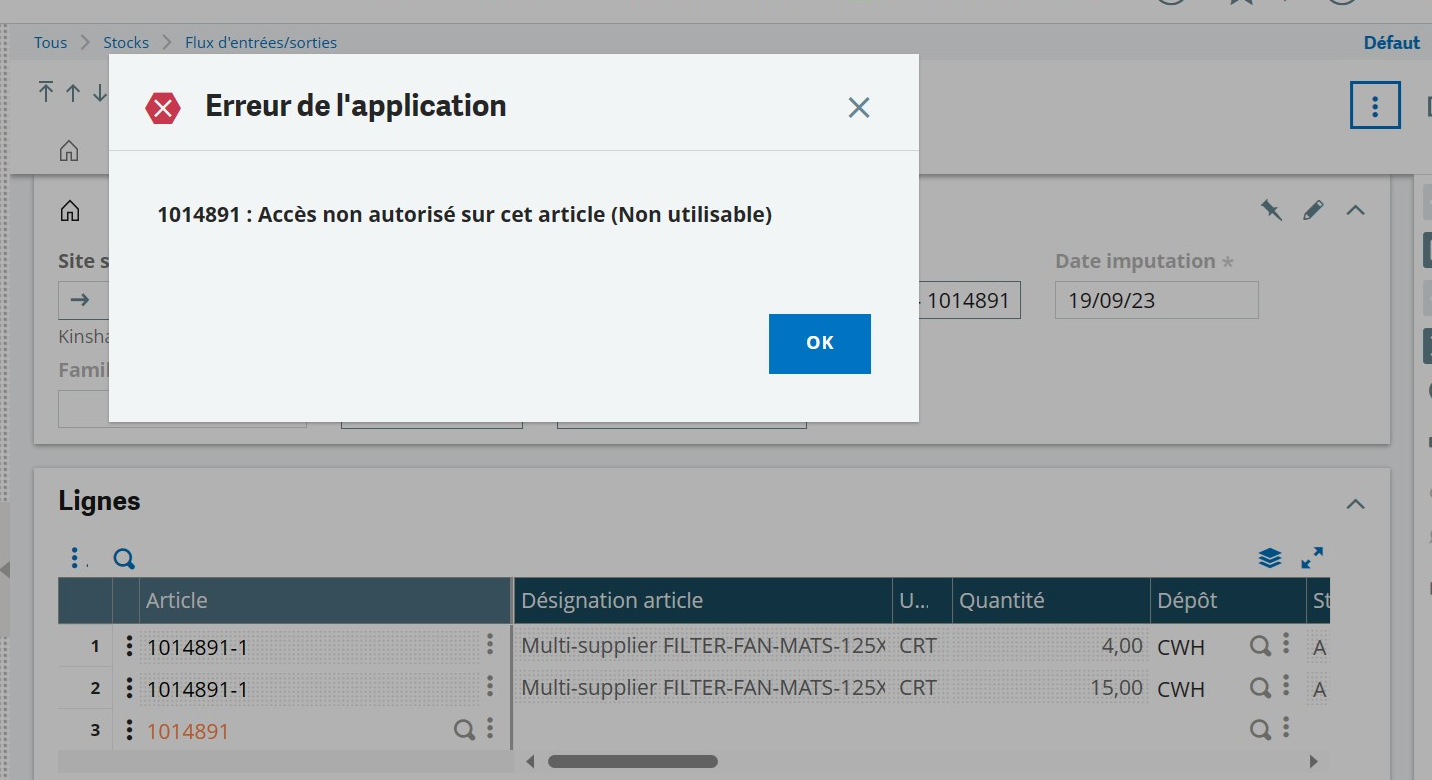 Tous Stocks Flux d'entrées/sorties Défaut
Erreur de l'application
1014891 : Accès non autorisé sur cet article (Non utilisable)
OK
Site s
Date imputation *
1014891 19/09/23
Kinsha
Famil
Lignes
Article Désignation article U... Quantité Dépôt St
1 1014891-1 Multi-supplier FILTER-FAN-MATS-125X CRT 4,00 CWH A
2 1014891-1 Multi-supplier FILTER-FAN-MATS-125X CRT 15,00 CWH A
3 1014891